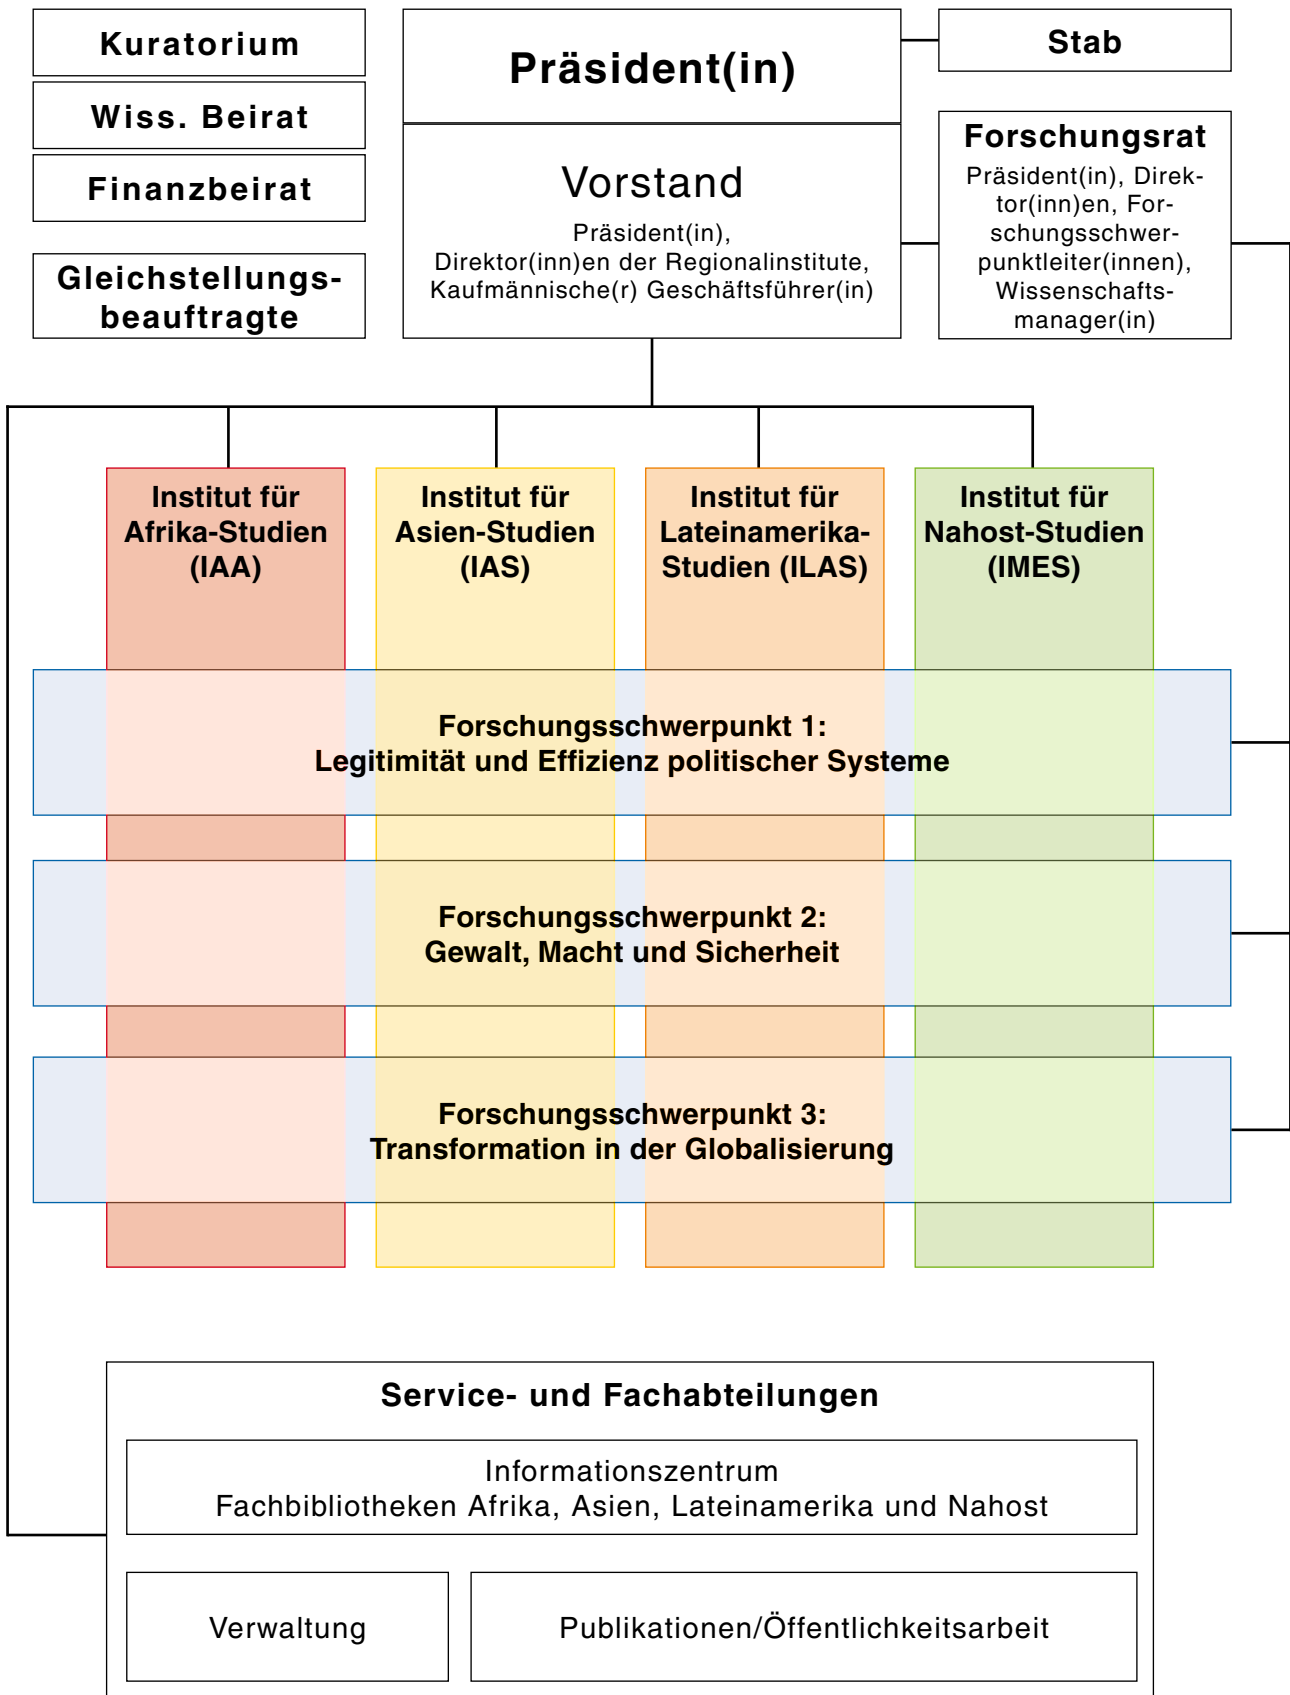 Kuratorium
Wiss. Beirat
Finanzbeirat
Gleichstellungs-
beauftragte
Präsident(in)
Vorstand
Präsident(in),
Direktor(inn)en der Regionalinstitute,
Kaufmännische(r) Geschäftsführer(in)
Stab
Forschungsrat
Präsident(in), Direk-
tor(inn)en, For-
schungsschwer-
punktleiter(innen),
Wissenschafts-
manager(in)
Institut für
Afrika-Studien
(IAA)
Institut für
Asien-Studien
(IAS)
Institut für
Lateinamerika-
Studien (ILAS)
Institut für
Nahost-Studien
(IMES)
Forschungsschwerpunkt 1:
Legitimität und Effizienz politischer Systeme
Forschungsschwerpunkt 2:
Gewalt, Macht und Sicherheit
Forschungsschwerpunkt 3:
Transformation in der Globalisierung
Service- und Fachabteilungen
Informationszentrum
Fachbibliotheken Afrika, Asien, Lateinamerika und Nahost
Verwaltung
Publikationen/Öffentlichkeitsarbeit